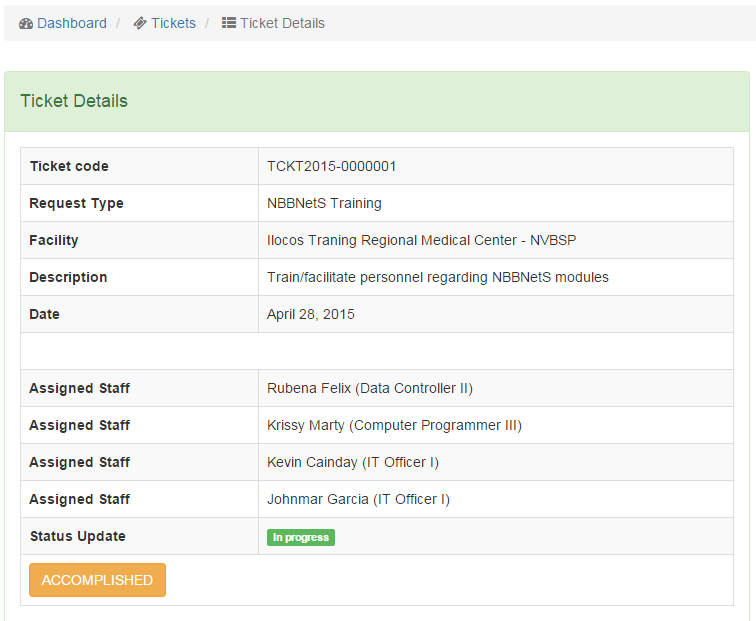 Dashboard / Tickets / Ticket Details
Ticket Details
Ticket code TCKT2015-0000001
Request Type NBBNetS Training
Facility Ilocos Traning Regional Medical Center - NVBSP
Description Train/facilitate personnel regarding NBBNetS modules
Date April 28, 2015
Assigned Staff Rubena Felix (Data Controller II)
Assigned Staff Krissy Marty (Computer Programmer III)
Assigned Staff Kevin Cainday (IT Officer I)
Assigned Staff Johnmar Garcia (IT Officer I)
Status Update In progress
ACCOMPLISHED